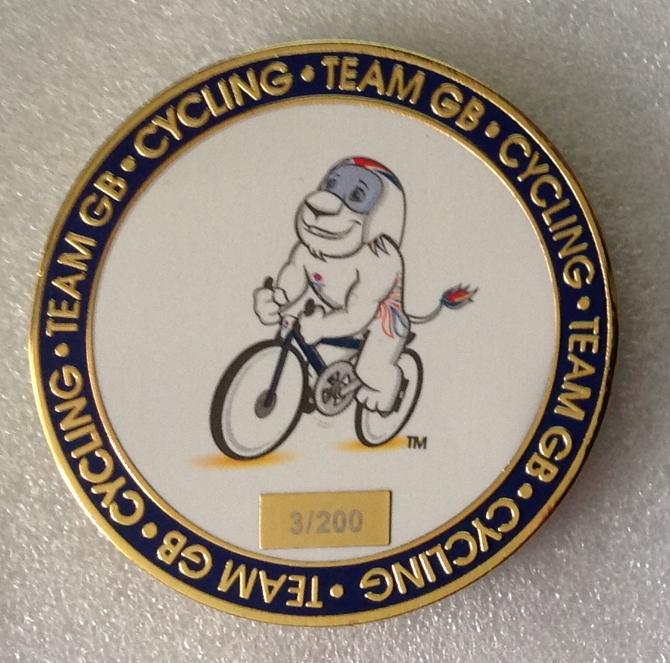 TEAM GB • CYCLING • TEAM GB • CYCLING • TEAM GB • CYCLING • TEAM GB • CYCLING •
TM
3/200